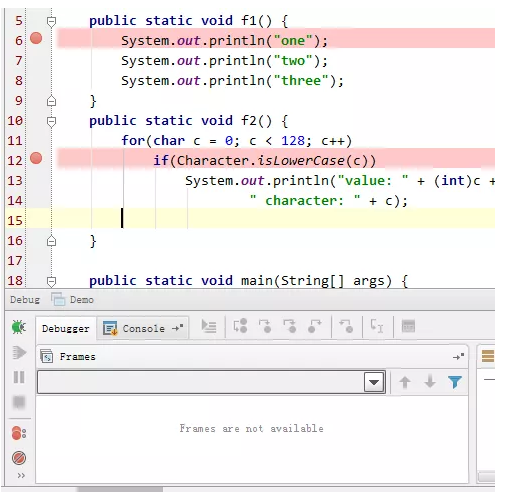 5 public static void f1() {
6 System.out.println("one");
7 System.out.println("two");
8 System.out.println("three");
9 }
10 public static void f2() {
11 for(char c = 0; c < 128; c++)
12 if(Character.isLowerCase(c))
13 System.out.println("value: " + (int)c +
14 " character: " + c);
15
16 }
17
18 public static void main(String[] args) {
Debug Demo
Debugger Console
Frames
Frames are not available